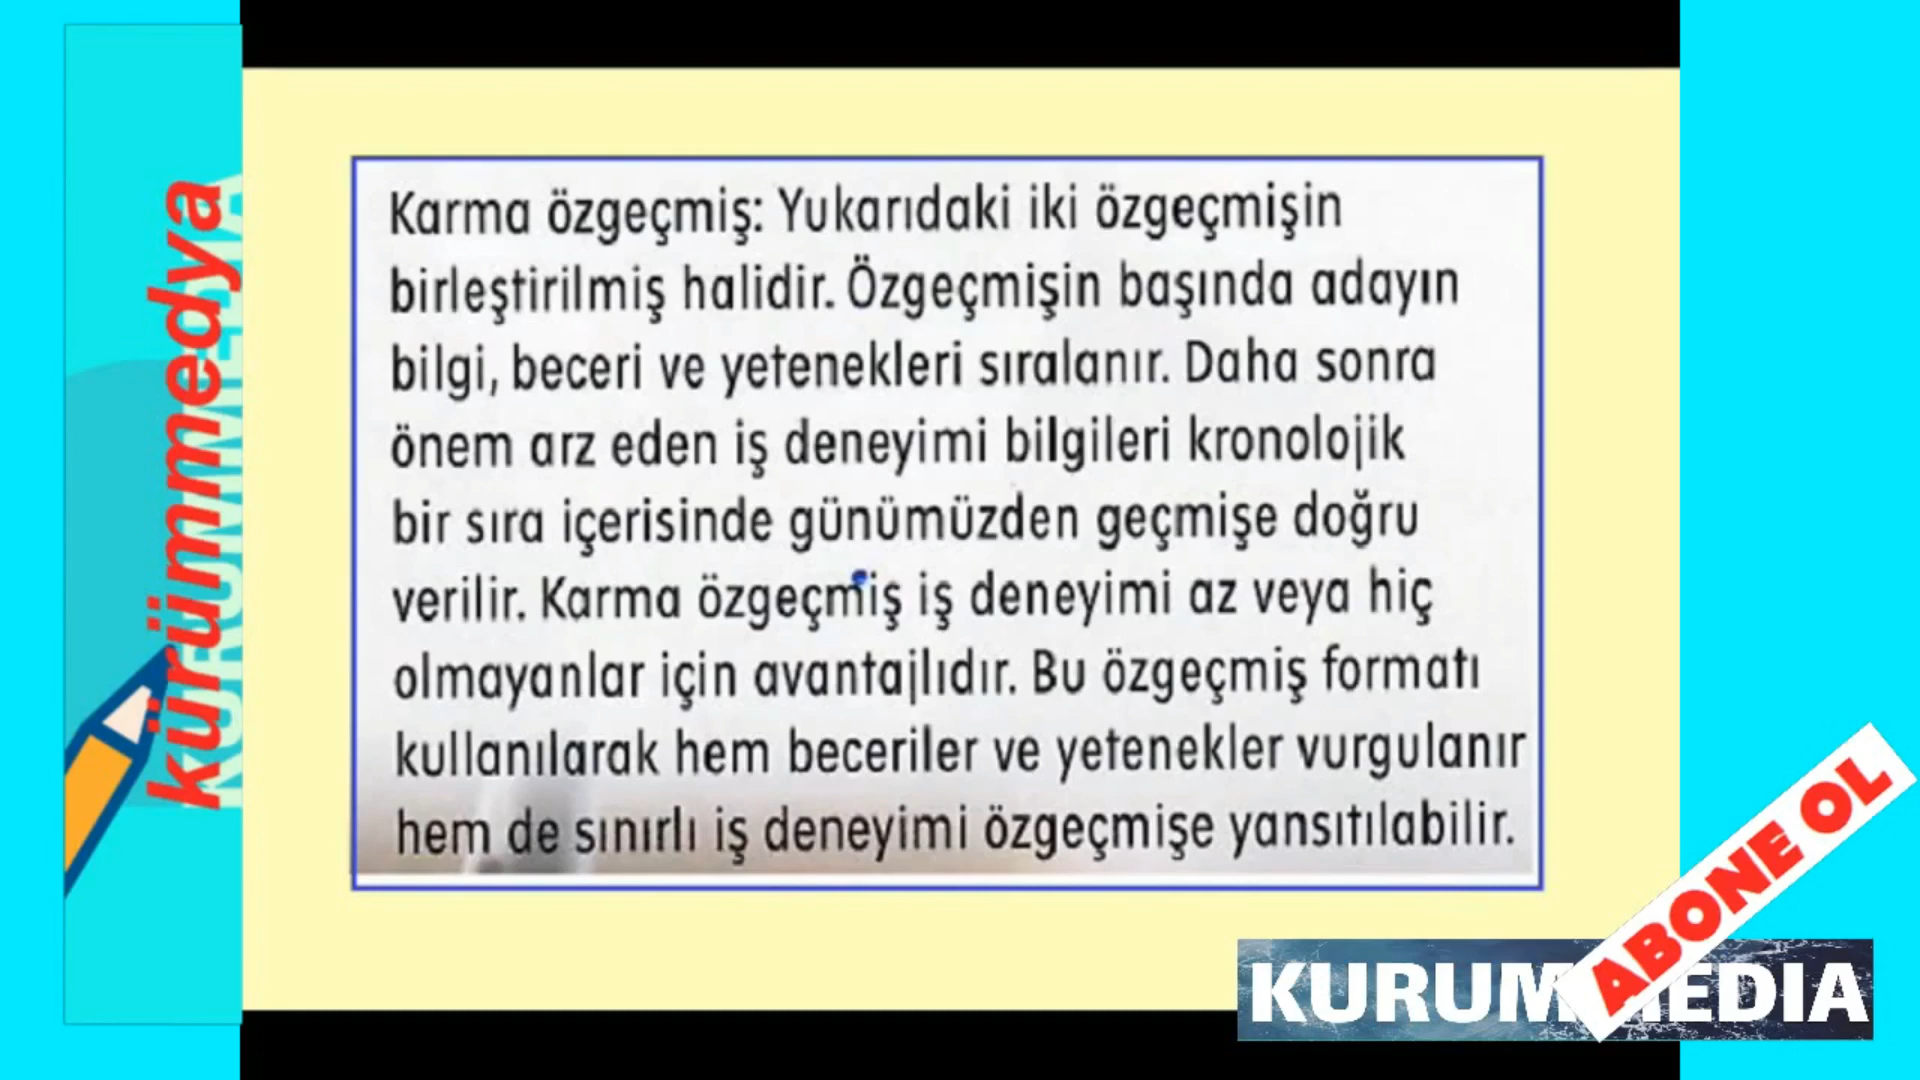 Karma özgeçmiş: Yukarıdaki iki özgeçmişin
birleştirilmiş halidir. Özgeçmişin başında adayın
bilgi, beceri ve yetenekleri sıralanır. Daha sonra
önem arz eden iş deneyimi bilgileri kronolojik
bir sıra içerisinde günümüzden geçmişe doğru
verilir. Karma özgeçmiş iş deneyimi az veya hiç
olmayanlar için avantajlıdır. Bu özgeçmiş formatı
kullanılarak hem beceriler ve yetenekler vurgulanır
hem de sınırlı iş deneyimi özgeçmişe yansıtılabilir.
kürümmedya
ABONE OL